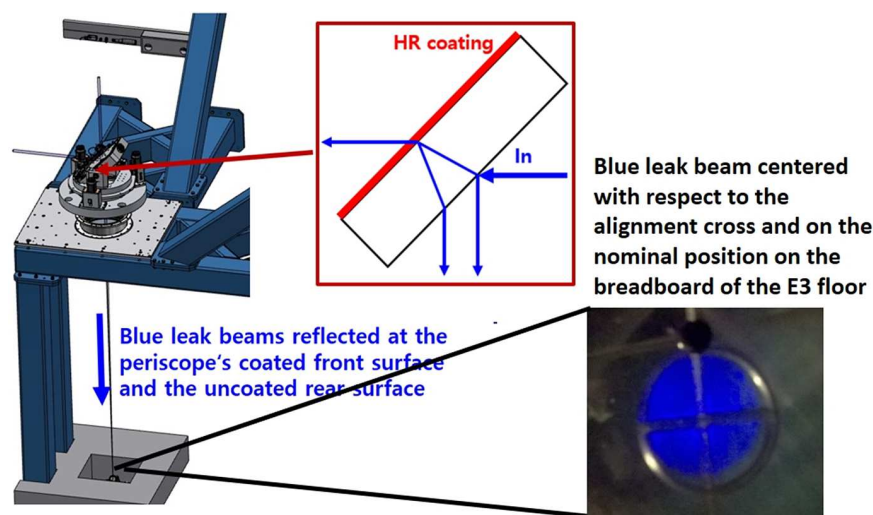 HR coating
In
Blue leak beam centered
with respect to the
alignment cross and on the
nominal position on the
breadboard of the E3 floor
Blue leak beams reflected at the
periscope's coated front surface
and the uncoated rear surface